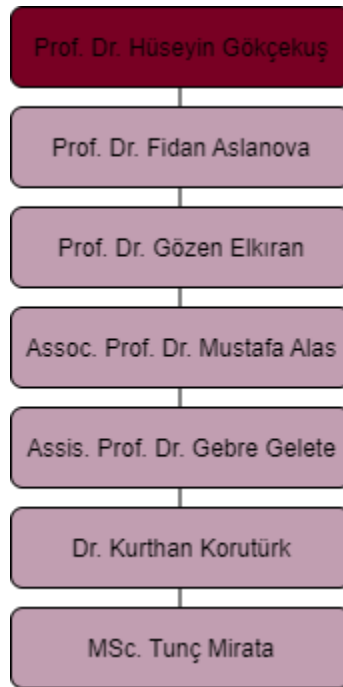 Prof. Dr. Hüseyin Gökçekuş
Prof. Dr. Fidan Aslanova
Prof. Dr. Gözen Elkıran
Assoc. Prof. Dr. Mustafa Alas
Assis. Prof. Dr. Gebre Gelete
Dr. Kurthan Korutürk
MSc. Tunç Mirata